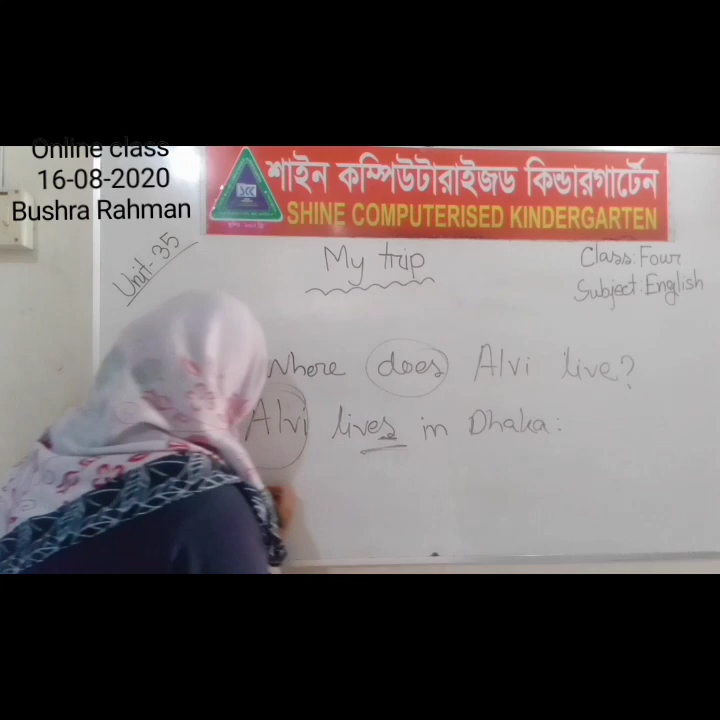 Online class
16-08-2020
Bushra Rahman
শাইন কম্পিউটারাইজড কিন্ডারগার্টেন
SHINE COMPUTERISED KINDERGARTEN
Unit-35
My trip
Class: Four
Subject: English
Where does Alvi live?
Alvi lives in Dhaka.